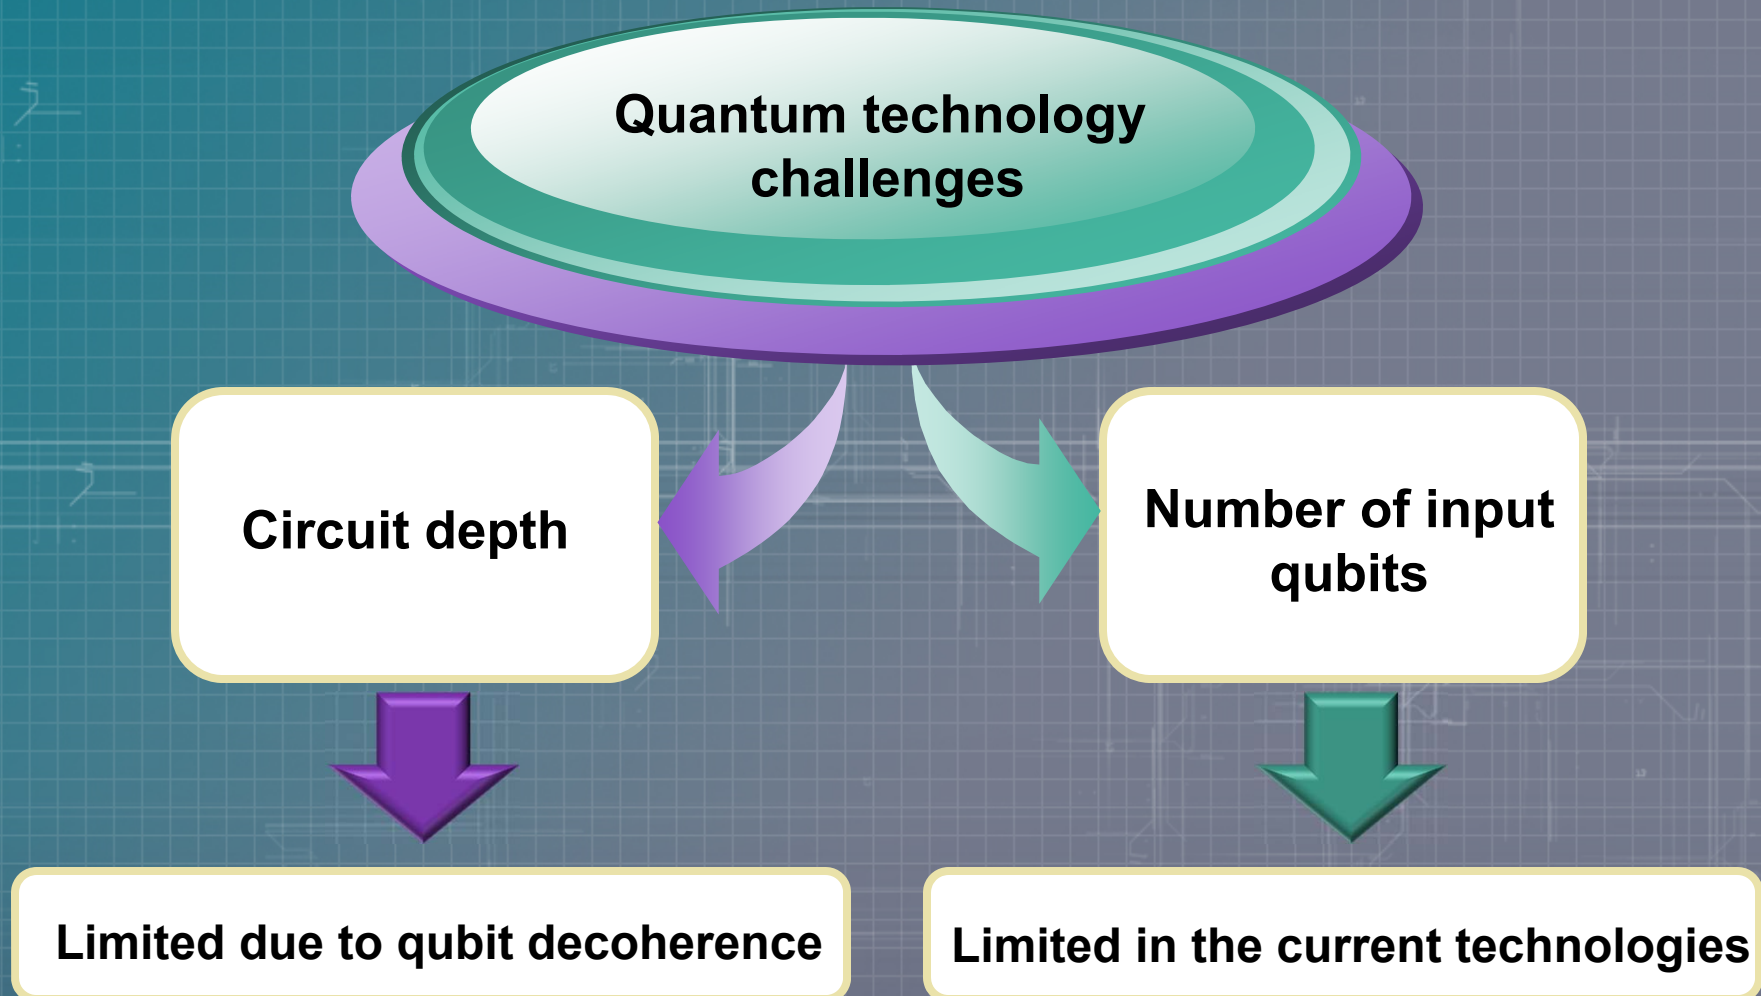 Quantum technology
challenges
Circuit depth
Number of input
qubits
Limited due to qubit decoherence
Limited in the current technologies